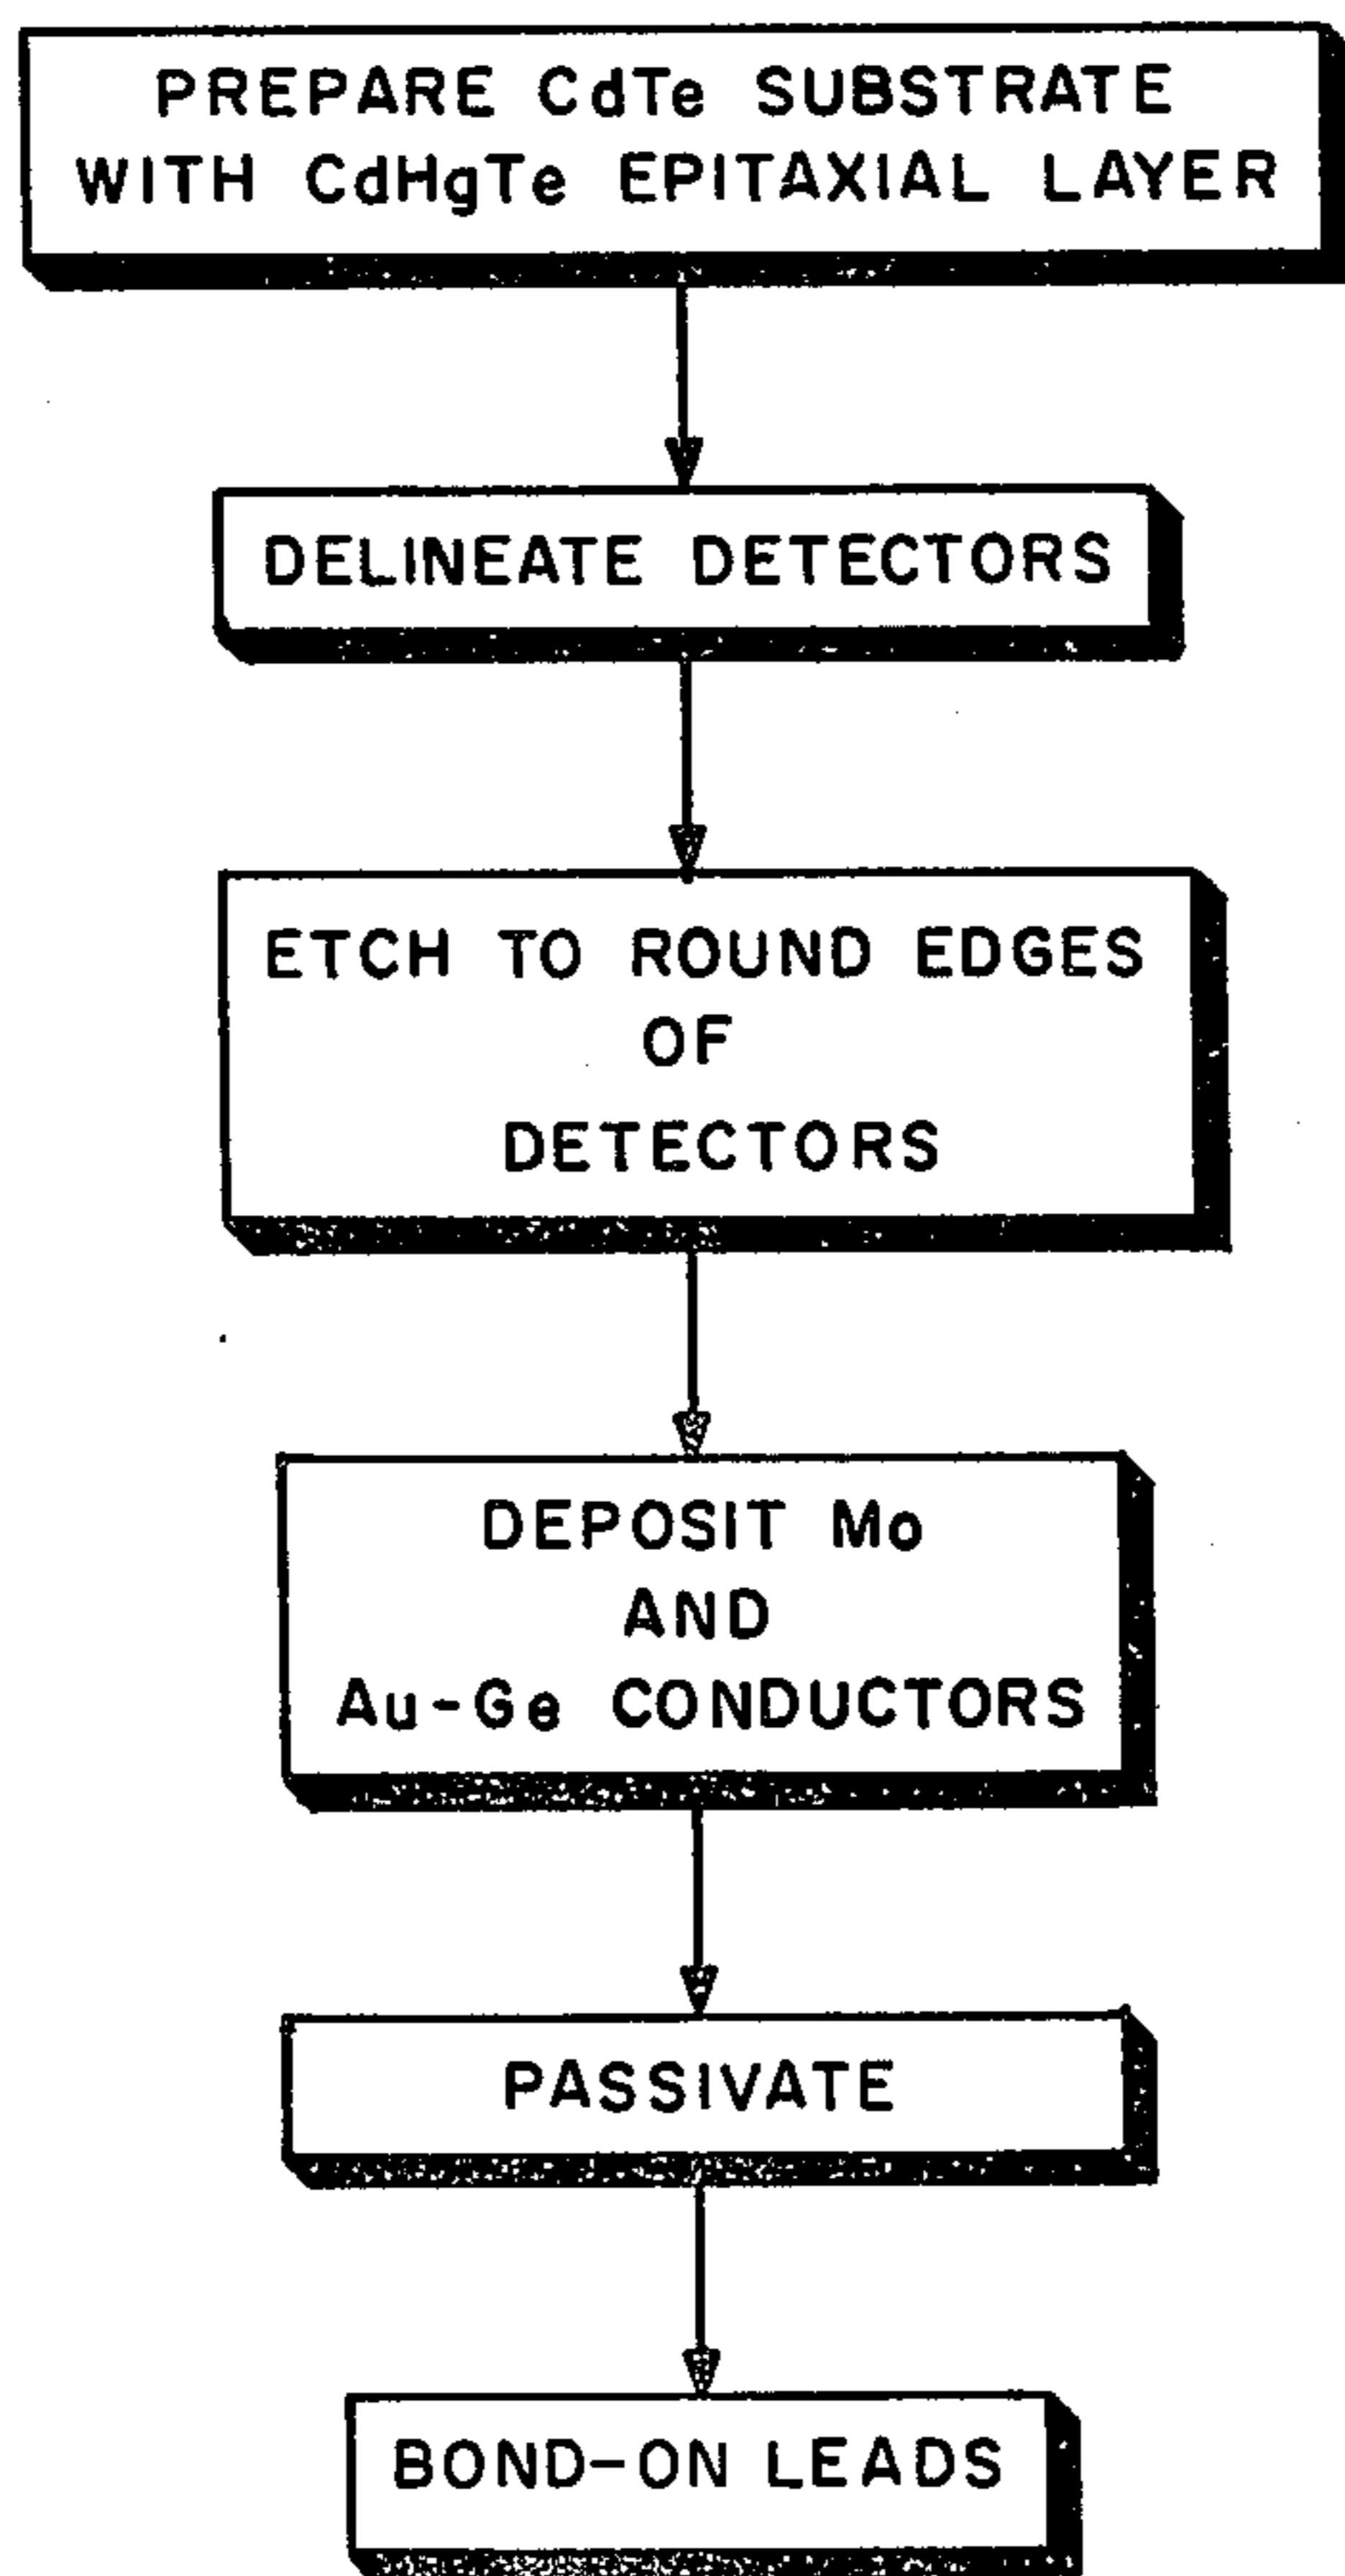 PREPARE CdTe SUBSTRATE
WITH CdHgTe EPITAXIAL LAYER
DELINEATE DETECTORS
ETCH TO ROUND EDGES
OF
DETECTORS
DEPOSIT Mo
AND
Au-Ge CONDUCTORS
PASSIVATE
BOND-ON LEADS